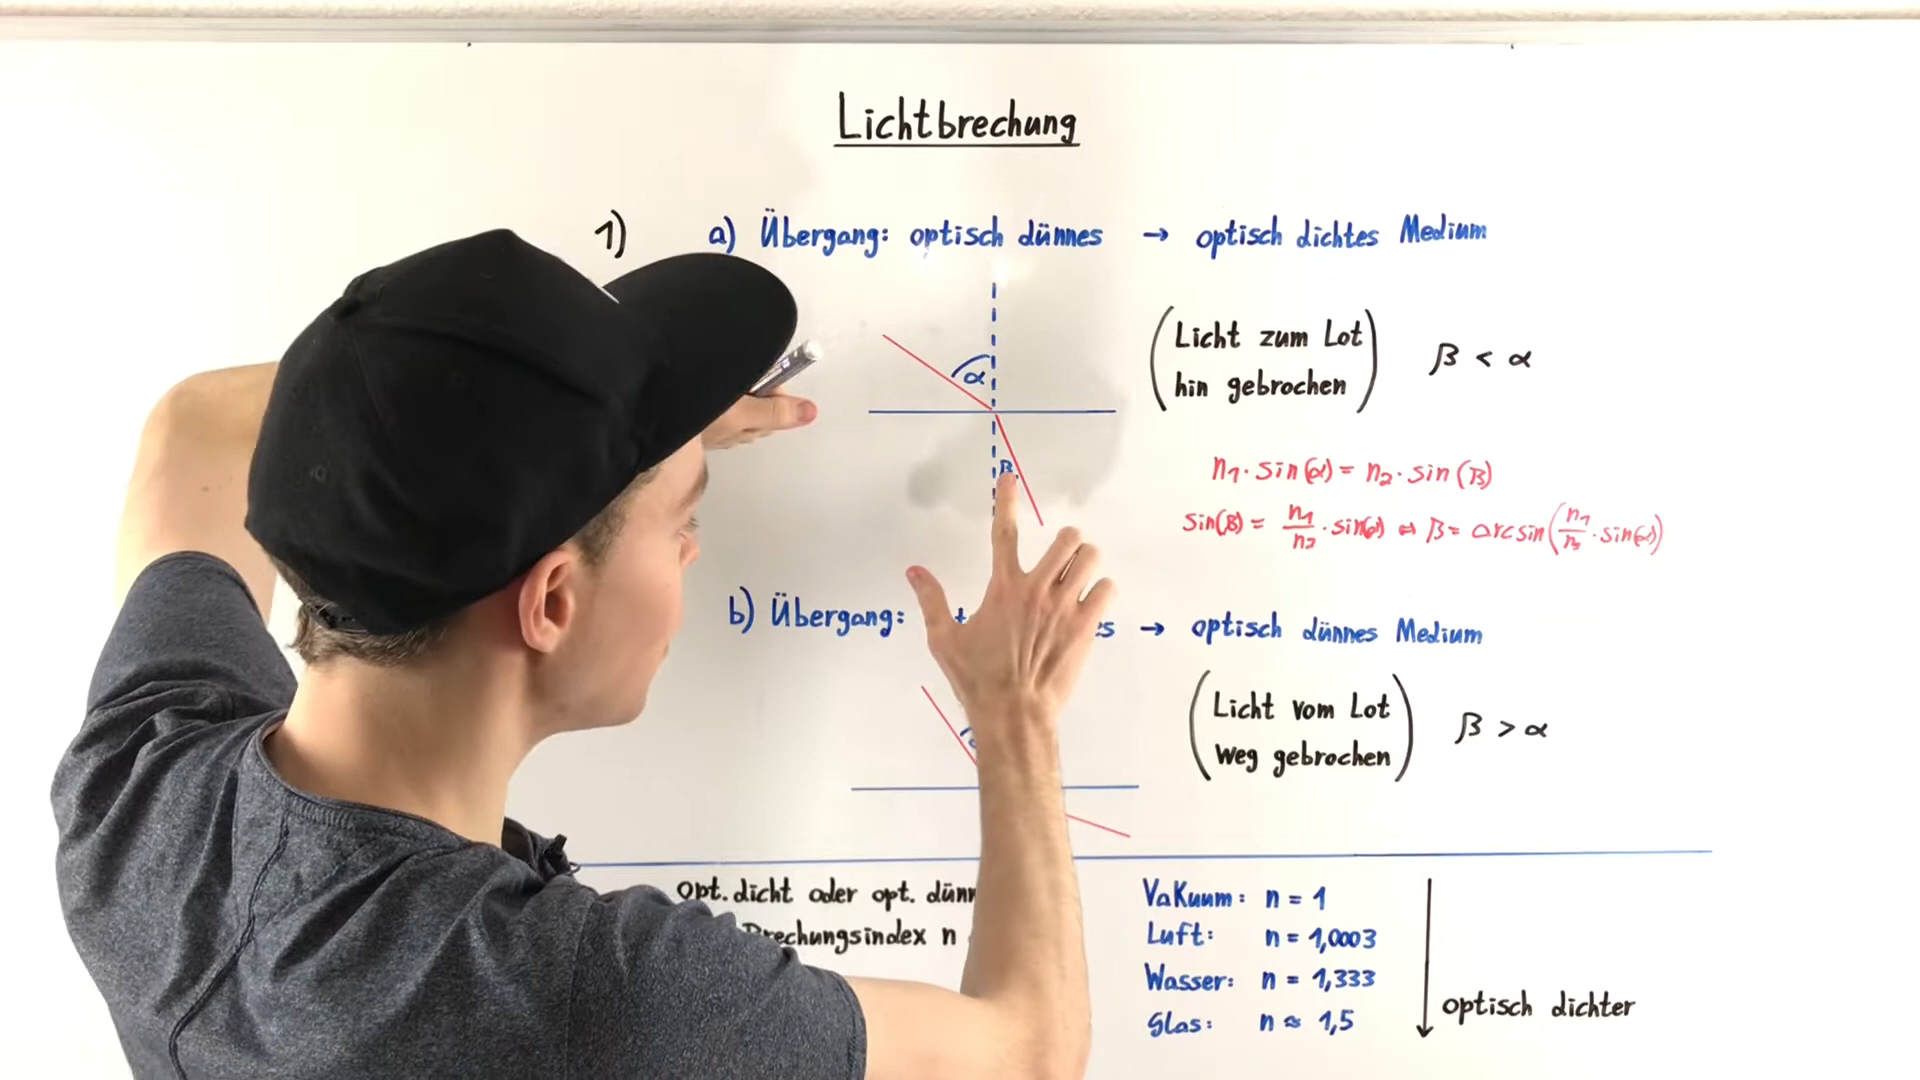 Lichtbrechung
1) a) Übergang: optisch dünnes → optisch dichtes Medium
α
(Licht zum Lot hin gebrochen) β < α
β
n₁ · sin(α) = n₂ · sin(β)
sin(β) = n₁/n₂ · sin(α) ⇔ β = arcsin(n₁/n₂ · sin(α))
b) Übergang: → optisch dünnes Medium
(Licht vom Lot weg gebrochen) β > α
opt. dicht oder opt.
Vakuum: n = 1
Luft: n = 1,0003
Brechungsindex n
Wasser: n = 1,333
Glas: n ≈ 1,5
optisch dichter